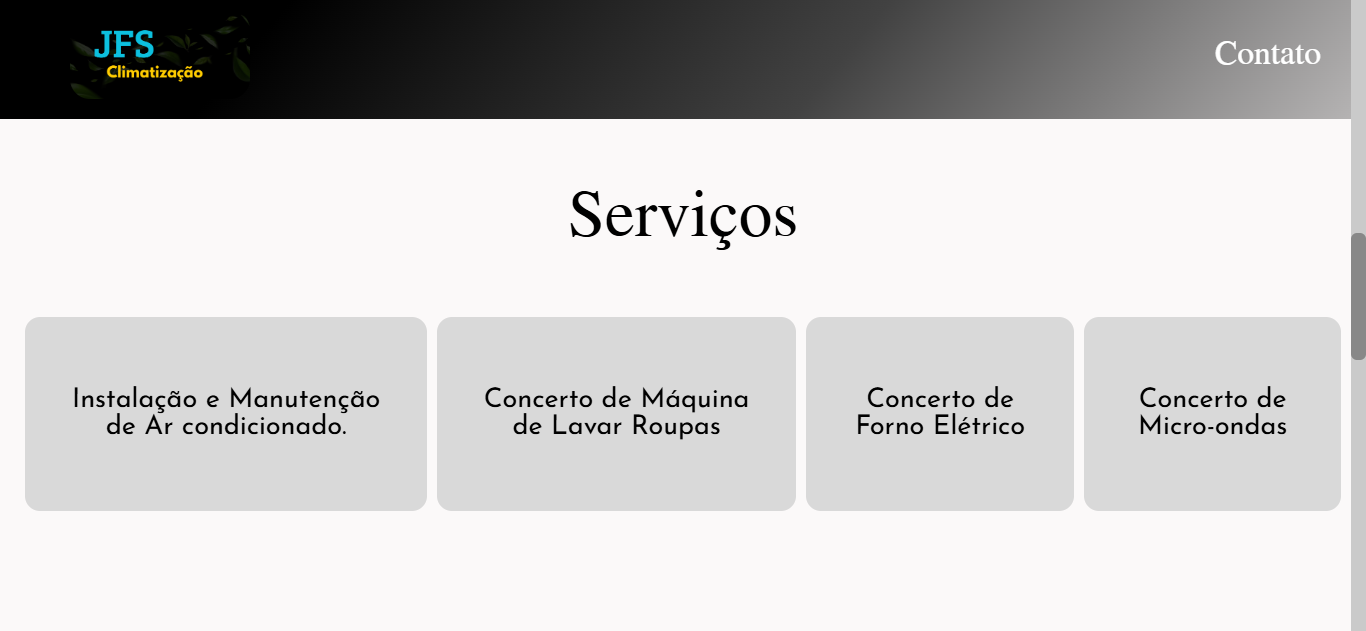 JFS
Climatização
Contato
Serviços
Instalação e Manutenção
de Ar condicionado.
Concerto de Máquina
de Lavar Roupas
Concerto de
Forno Elétrico
Concerto de
Micro-ondas